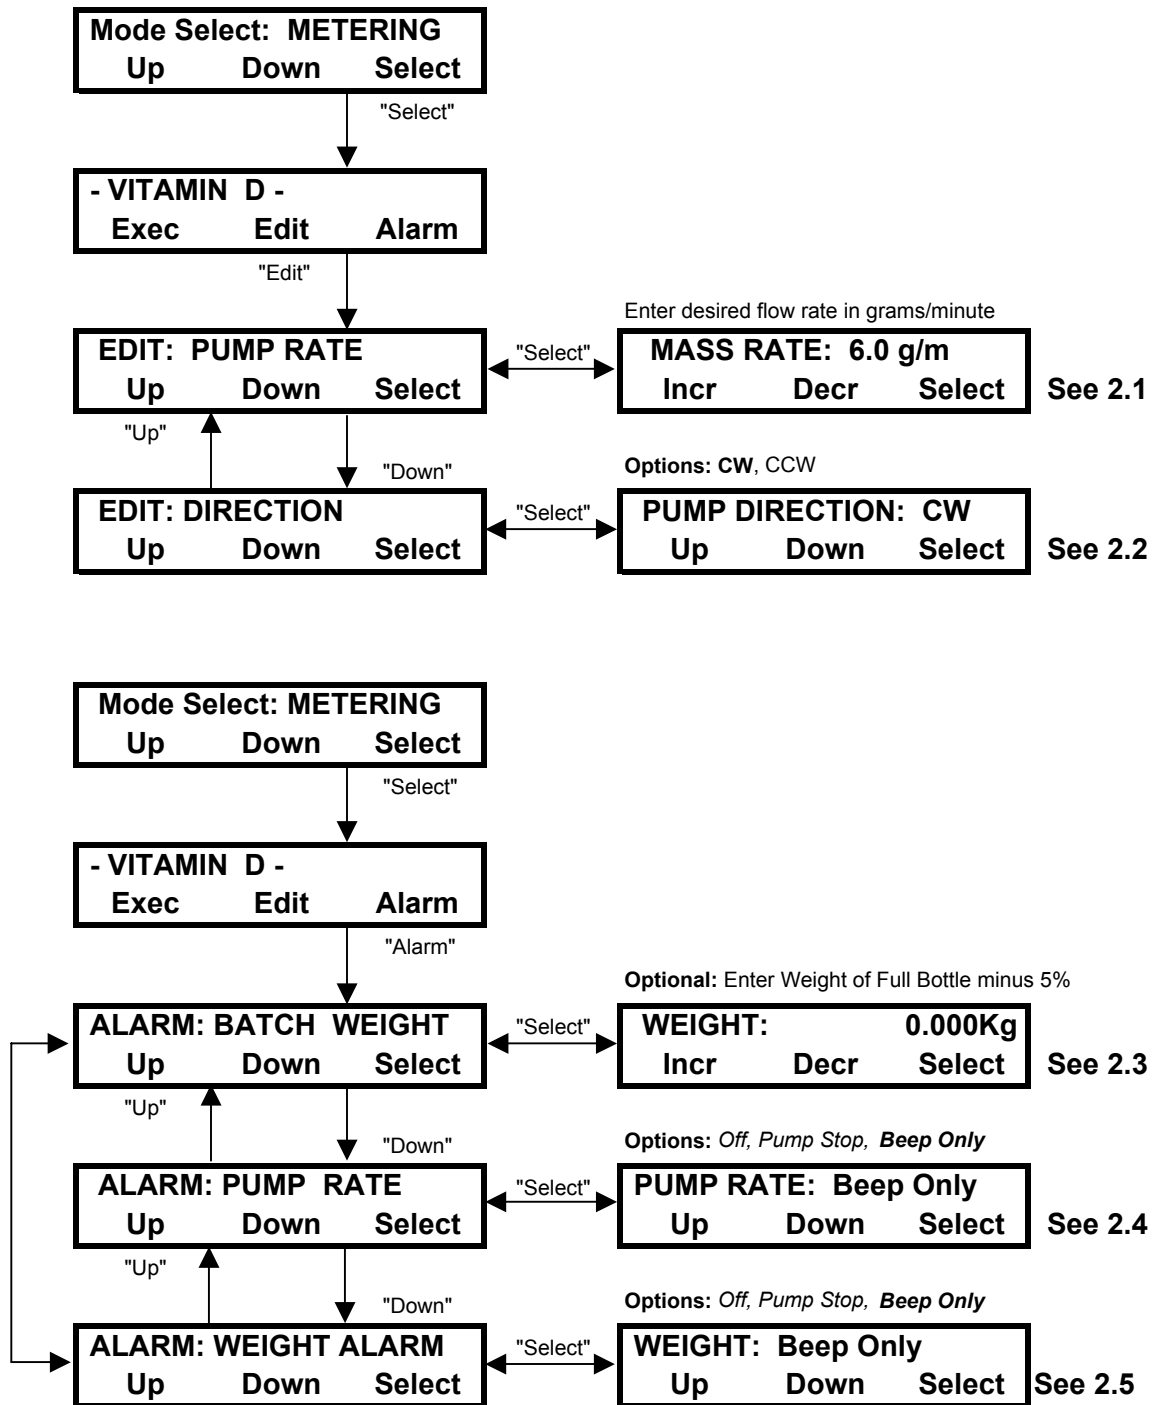 Mode Select: METERING
Up Down Select
"Select"
- VITAMIN D -
Exec Edit Alarm
"Edit"
Enter desired flow rate in grams/minute
EDIT: PUMP RATE
Up Down Select
"Select"
MASS RATE: 6.0 g/m
Incr Decr Select
See 2.1
"Up"
"Down"
Options: CW, CCW
EDIT: DIRECTION
Up Down Select
"Select"
PUMP DIRECTION: CW
Up Down Select
See 2.2
Mode Select: METERING
Up Down Select
"Select"
- VITAMIN D -
Exec Edit Alarm
"Alarm"
Optional: Enter Weight of Full Bottle minus 5%
ALARM: BATCH WEIGHT
Up Down Select
"Select"
WEIGHT: 0.000Kg
Incr Decr Select
See 2.3
"Up"
"Down"
Options: Off, Pump Stop, Beep Only
ALARM: PUMP RATE
Up Down Select
"Select"
PUMP RATE: Beep Only
Up Down Select
See 2.4
"Up"
"Down"
Options: Off, Pump Stop, Beep Only
ALARM: WEIGHT ALARM
Up Down Select
"Select"
WEIGHT: Beep Only
Up Down Select
See 2.5